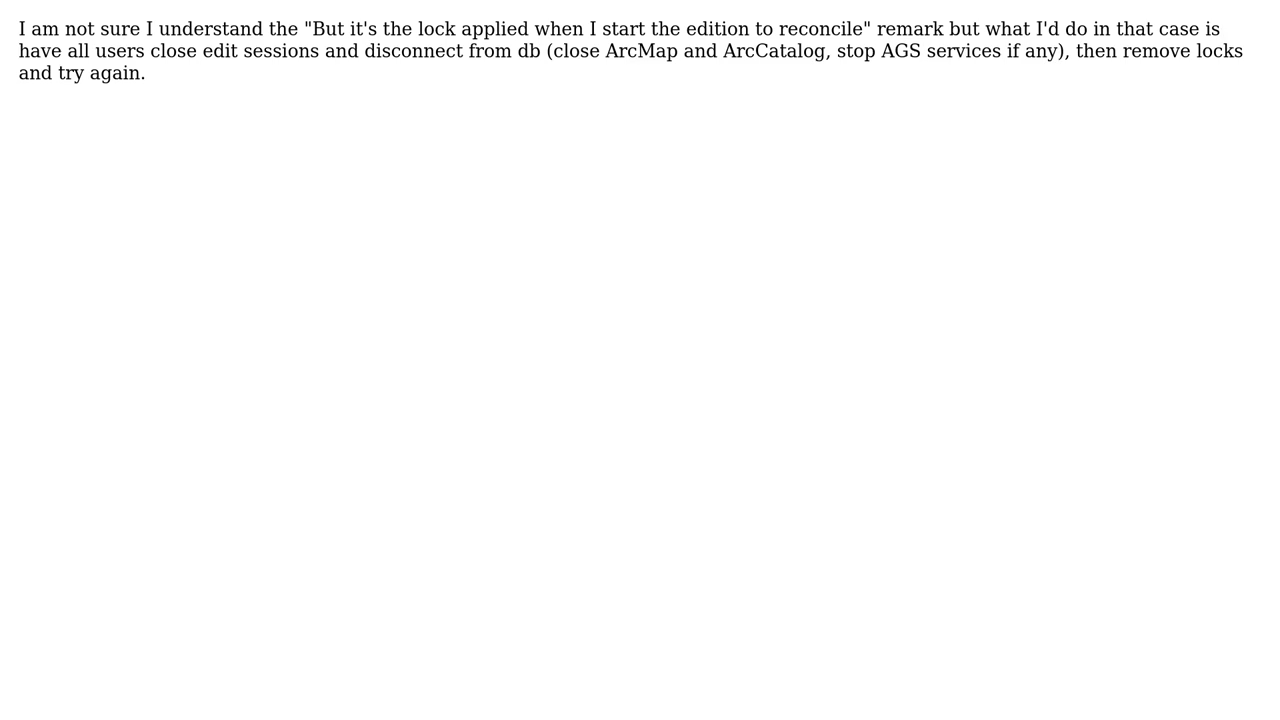 I am not sure I understand the "But it's the lock applied when I start the edition to reconcile" remark but what I'd do in that case is
have all users close edit sessions and disconnect from db (close ArcMap and ArcCatalog, stop AGS services if any), then remove locks
and try again.